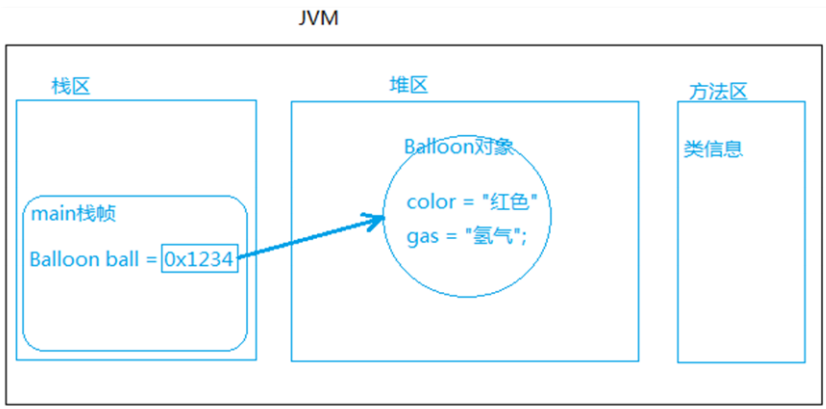 JVM
栈区
堆区
方法区
main栈帧
Balloon ball = 0x1234
Balloon对象
color = "红色"
gas = "氢气";
类信息